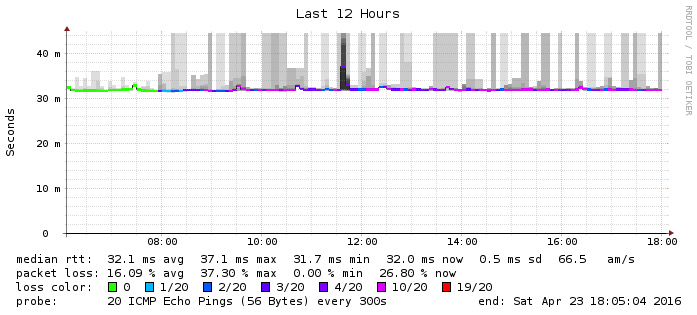 Last 12 Hours
RRDTOOL / TOBI OETIKER
Seconds
40 m
30 m
20 m
10 m
0
08:00 10:00 12:00 14:00 16:00 18:00
median rtt: 32.1 ms avg 37.1 ms max 31.7 ms min 32.0 ms now 0.5 ms sd 66.5 am/s
packet loss: 16.09 % avg 37.30 % max 0.00 % min 26.80 % now
loss color: 0 1/20 2/20 3/20 4/20 10/20 19/20
probe: 20 ICMP Echo Pings (56 Bytes) every 300s end: Sat Apr 23 18:05:04 2016